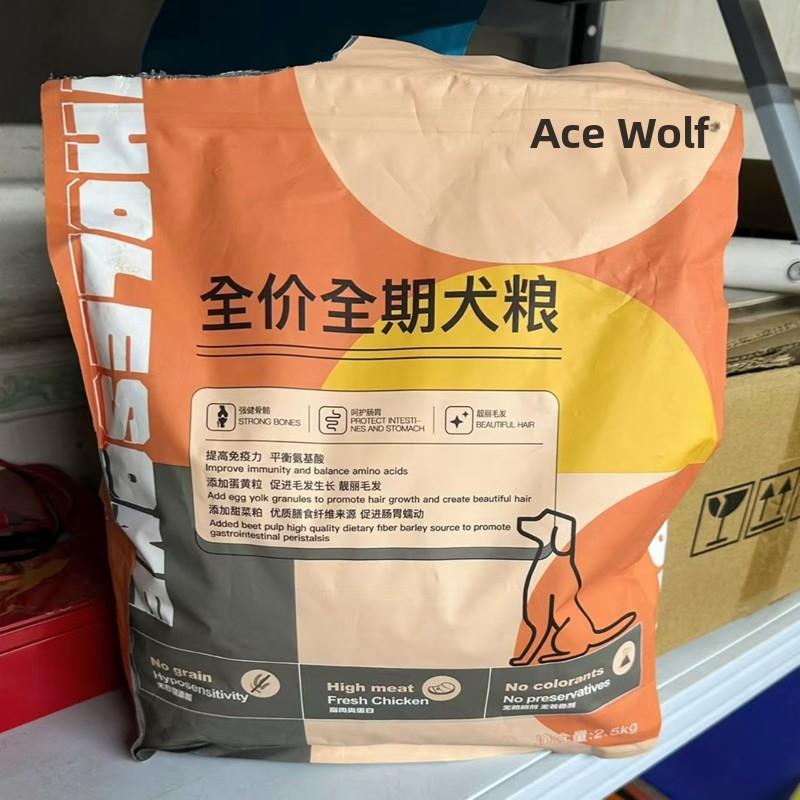 Ace Wolf
HOLESOME
全价全期犬粮
强健骨骼
STRONG BONES
呵护肠胃
PROTECT INTESTI-
NES AND STOMACH
靓丽毛发
BEAUTIFUL HAIR
提高免疫力 平衡氨基酸
Improve immunity and balance amino acids
添加蛋黄粒 促进毛发生长 靓丽毛发
Add egg yolk granules to promote hair growth and create beautiful hair
添加甜菜粕 优质膳食纤维来源 促进肠胃蠕动
Added beet pulp high quality dietary fiber barley source to promote
gastrointestinal peristalsis
No grain
Hyposensitivity
High meat
Fresh Chicken
No colorants
No preservatives
含量:2.5kg